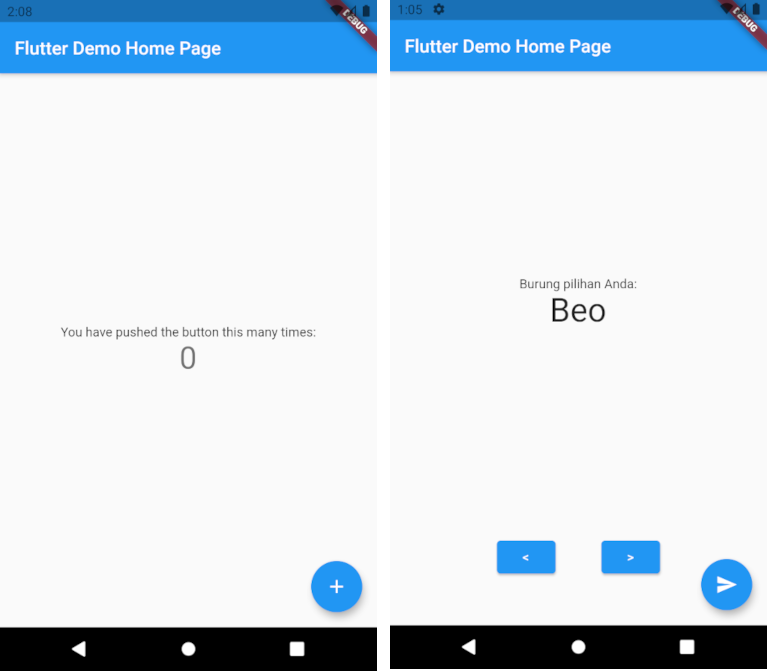 2:08
DEBUG
Flutter Demo Home Page
You have pushed the button this many times:
0
1:05
DEBUG
Flutter Demo Home Page
Burung pilihan Anda:
Beo
< >